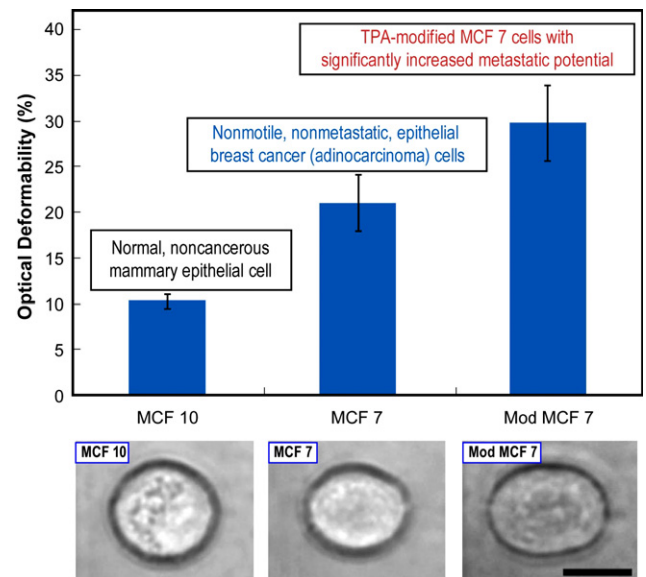 40
35
30
25
20
15
10
5
0
Optical Deformability (%)
TPA-modified MCF 7 cells with
significantly increased metastatic potential
Nonmotile, nonmetastatic, epithelial
breast cancer (adinocarcinoma) cells
Normal, noncancerous
mammary epithelial cell
MCF 10
MCF 7
Mod MCF 7
MCF 10
MCF 7
Mod MCF 7